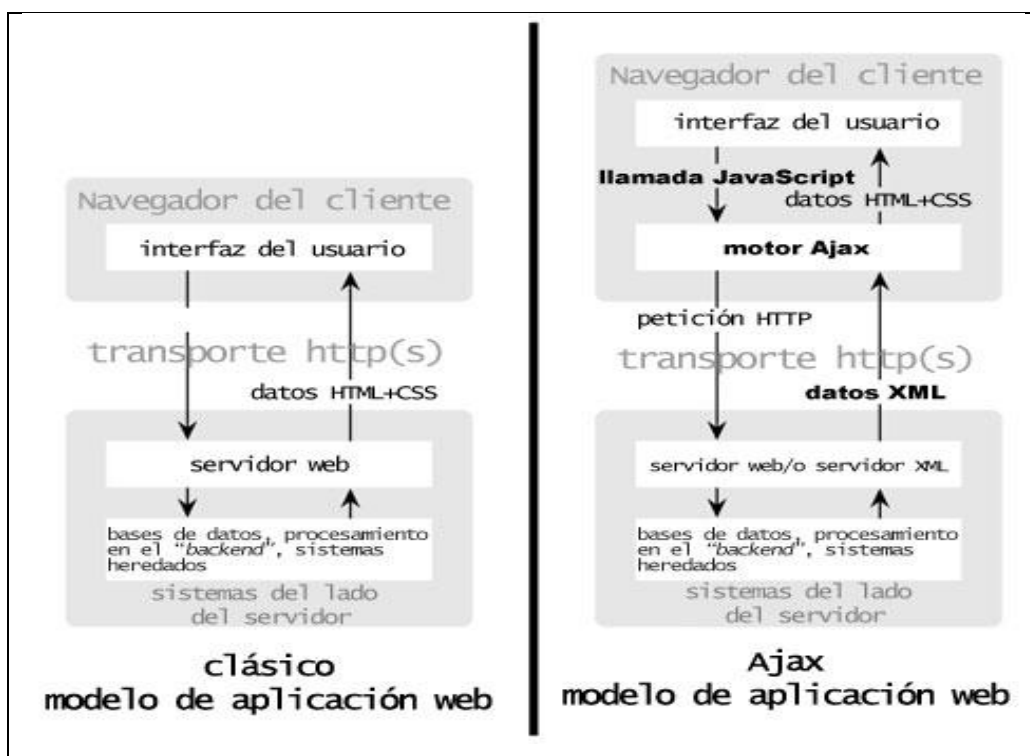 Navegador del cliente
interfaz del usuario
transporte http(s)
datos HTML+CSS
servidor web
bases de datos, procesamiento
en el "backend", sistemas
heredados
sistemas del lado
del servidor
clásico
modelo de aplicación web
Navegador del cliente
interfaz del usuario
llamada JavaScript
datos HTML+CSS
motor Ajax
petición HTTP
transporte http(s)
datos XML
servidor web/o servidor XML
bases de datos, procesamiento
en el "backend", sistemas
heredados
sistemas del lado
del servidor
Ajax
modelo de aplicación web